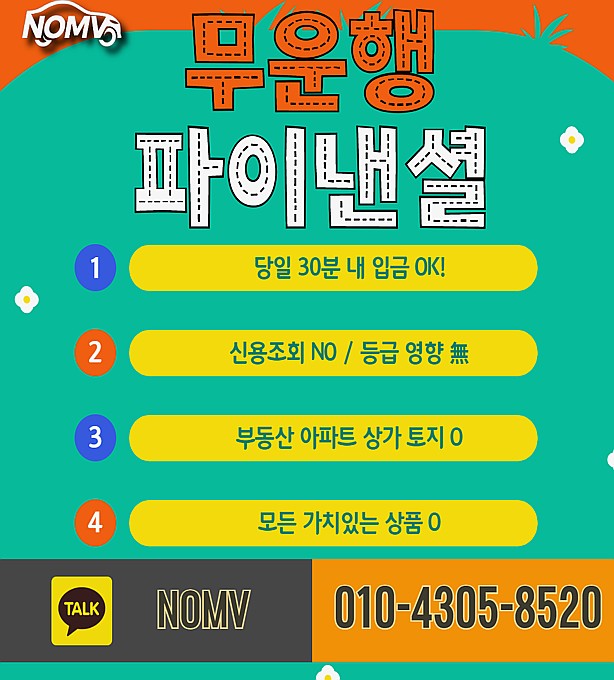 NOMV
무운행
파이낸셜
1 당일 30분 내 입금 OK!
2 신용조회 NO / 등급 영향 無
3 부동산 아파트 상가 토지 O
4 모든 가치있는 상품 O
TALK NOMV 010-4305-8520